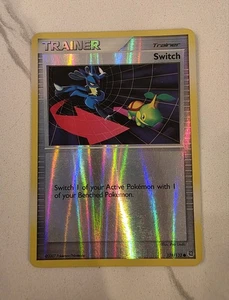 TRAINER
Trainer
Switch
Switch 1 of your Active Pokémon with 1
of your Benched Pokémon.